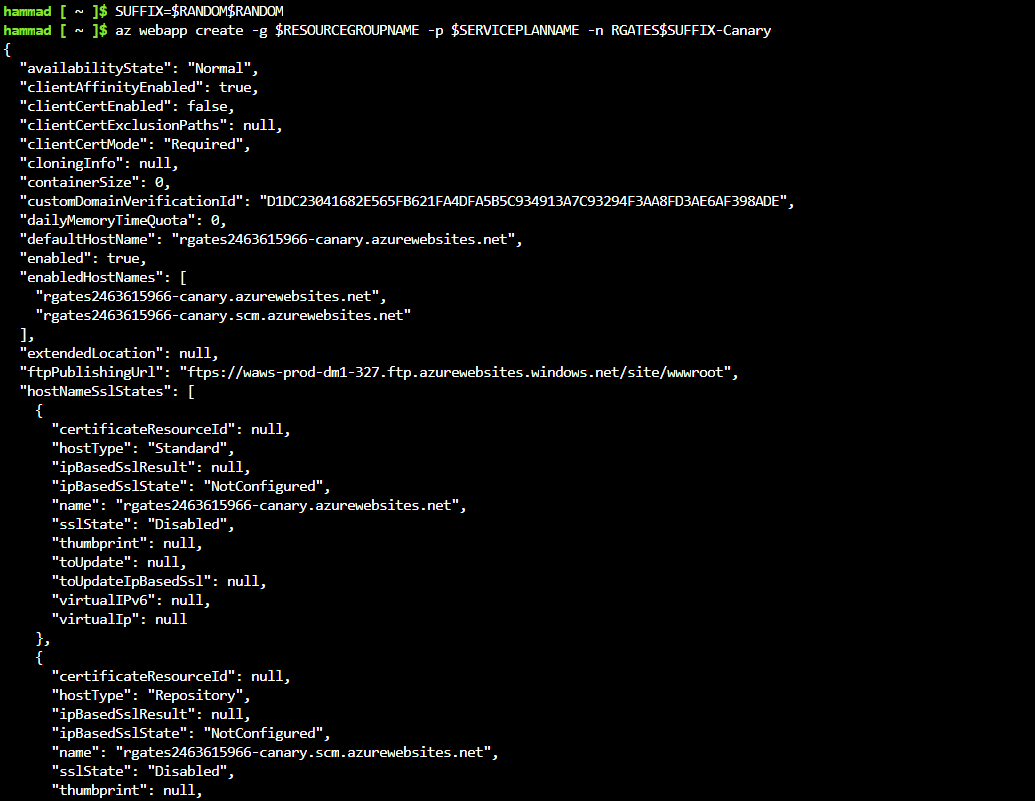 hammad [ ~ ]$ SUFFIX=$RANDOM$RANDOM
hammad [ ~ ]$ az webapp create -g $RESOURCEGROUPNAME -p $SERVICEPLANNAME -n RGATES$SUFFIX-Canary
{
  "availabilityState": "Normal",
  "clientAffinityEnabled": true,
  "clientCertEnabled": false,
  "clientCertExclusionPaths": null,
  "clientCertMode": "Required",
  "cloningInfo": null,
  "containerSize": 0,
  "customDomainVerificationId": "D1DC23041682E565FB621FA4DFA5B5C934913A7C93294F3AA8FD3AE6AF398ADE",
  "dailyMemoryTimeQuota": 0,
  "defaultHostName": "rgates2463615966-canary.azurewebsites.net",
  "enabled": true,
  "enabledHostNames": [
    "rgates2463615966-canary.azurewebsites.net",
    "rgates2463615966-canary.scm.azurewebsites.net"
  ],
  "extendedLocation": null,
  "ftpPublishingUrl": "ftps://waws-prod-dm1-327.ftp.azurewebsites.windows.net/site/wwwroot",
  "hostNameSslStates": [
    {
      "certificateResourceId": null,
      "hostType": "Standard",
      "ipBasedSslResult": null,
      "ipBasedSslState": "NotConfigured",
      "name": "rgates2463615966-canary.azurewebsites.net",
      "sslState": "Disabled",
      "thumbprint": null,
      "toUpdate": null,
      "toUpdateIpBasedSsl": null,
      "virtualIPv6": null,
      "virtualIp": null
    },
    {
      "certificateResourceId": null,
      "hostType": "Repository",
      "ipBasedSslResult": null,
      "ipBasedSslState": "NotConfigured",
      "name": "rgates2463615966-canary.scm.azurewebsites.net",
      "sslState": "Disabled",
      "thumbprint": null,